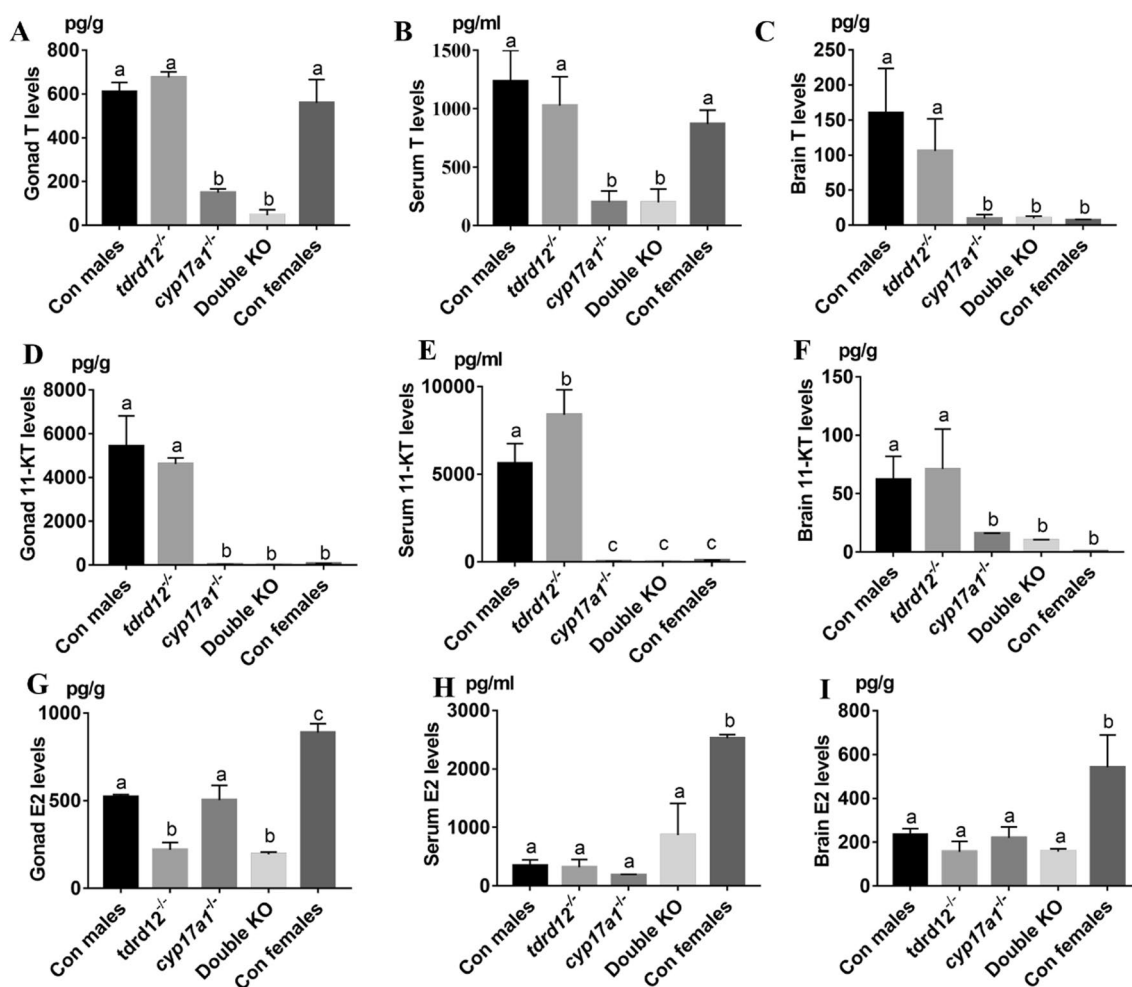 A pg/g
Gonad T levels
800
600
400
200
0
a a b b a
Con males tdrd12-/- cyp17a1-/- Double KO Con females
B pg/ml
Serum T levels
1500
1000
500
0
a a b b a
Con males tdrd12-/- cyp17a1-/- Double KO Con females
C pg/g
Brain T levels
250
200
150
100
50
0
a a b b b
Con males tdrd12-/- cyp17a1-/- Double KO Con females
D pg/g
Gonad 11-KT levels
8000
6000
4000
2000
0
a a b b b
Con males tdrd12-/- cyp17a1-/- Double KO Con females
E pg/ml
Serum 11-KT levels
10000
5000
0
a b c c c
Con males tdrd12-/- cyp17a1-/- Double KO Con females
F pg/g
Brain 11-KT levels
150
100
50
0
a a b b b
Con males tdrd12-/- cyp17a1-/- Double KO Con females
G pg/g
Gonad E2 levels
1000
500
0
a b a b c
Con males tdrd12-/- cyp17a1-/- Double KO Con females
H pg/ml
Serum E2 levels
3000
2000
1000
0
a a a a b
Con males tdrd12-/- cyp17a1-/- Double KO Con females
I pg/g
Brain E2 levels
800
600
400
200
0
a a a a b
Con males tdrd12-/- cyp17a1-/- Double KO Con females